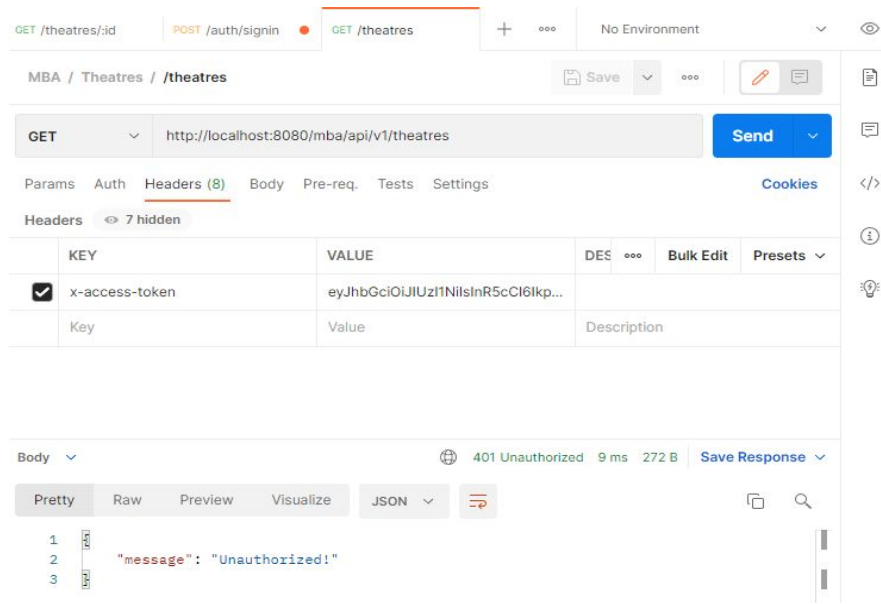 GET /theatres/:id POST /auth/signin GET /theatres No Environment
MBA / Theatres / /theatres Save
GET http://localhost:8080/mba/api/v1/theatres Send
Params Auth Headers (8) Body Pre-req. Tests Settings Cookies
Headers 7 hidden
KEY VALUE DES Bulk Edit Presets
x-access-token eyJhbGciOiJIUzI1NiIsInR5cCI6Ikp...
Key Value Description
Body 401 Unauthorized 9 ms 272 B Save Response
Pretty Raw Preview Visualize JSON
1 {
2 "message": "Unauthorized!"
3 }